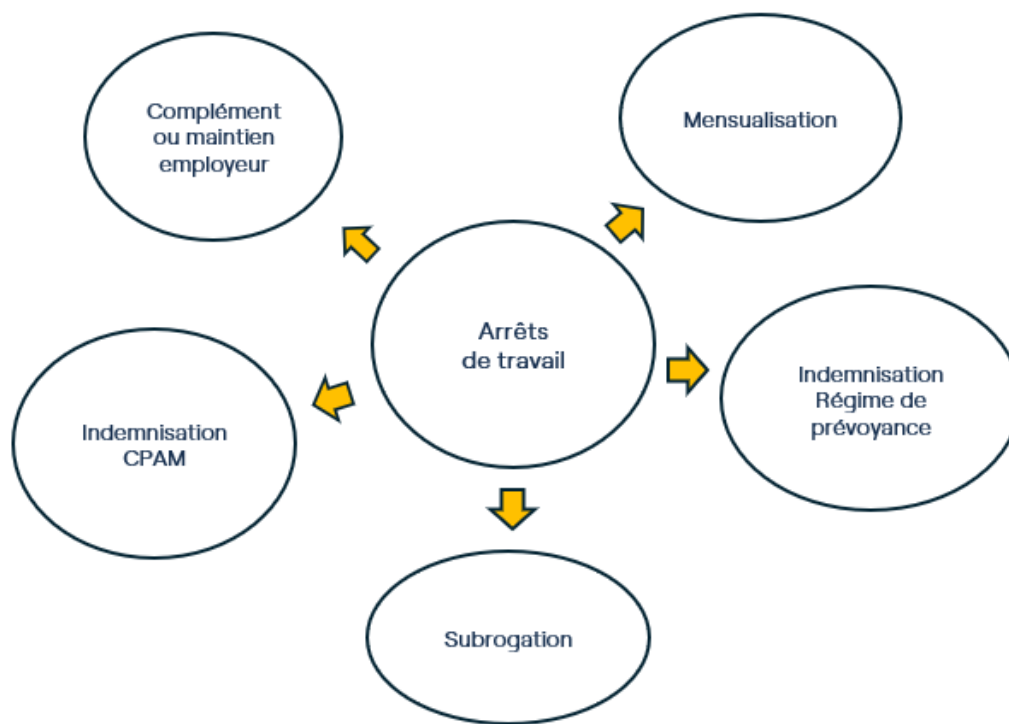 Complément
ou maintien
employeur
Mensualisation
Arrêts
de travail
Indemnisation
Régime de
prévoyance
Indemnisation
CPAM
Subrogation